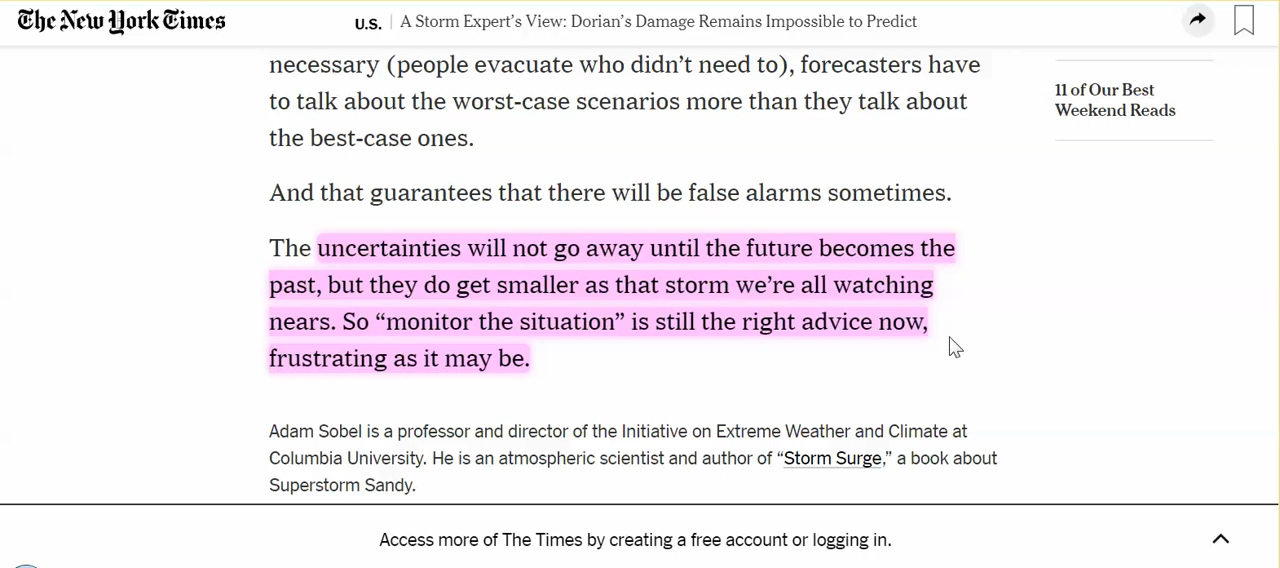 The New York Times
U.S. | A Storm Expert’s View: Dorian’s Damage Remains Impossible to Predict
necessary (people evacuate who didn’t need to), forecasters have
to talk about the worst-case scenarios more than they talk about
the best-case ones.
11 of Our Best
Weekend Reads
And that guarantees that there will be false alarms sometimes.
The uncertainties will not go away until the future becomes the
past, but they do get smaller as that storm we’re all watching
nears. So “monitor the situation” is still the right advice now,
frustrating as it may be.
Adam Sobel is a professor and director of the Initiative on Extreme Weather and Climate at
Columbia University. He is an atmospheric scientist and author of “Storm Surge,” a book about
Superstorm Sandy.
Access more of The Times by creating a free account or logging in.